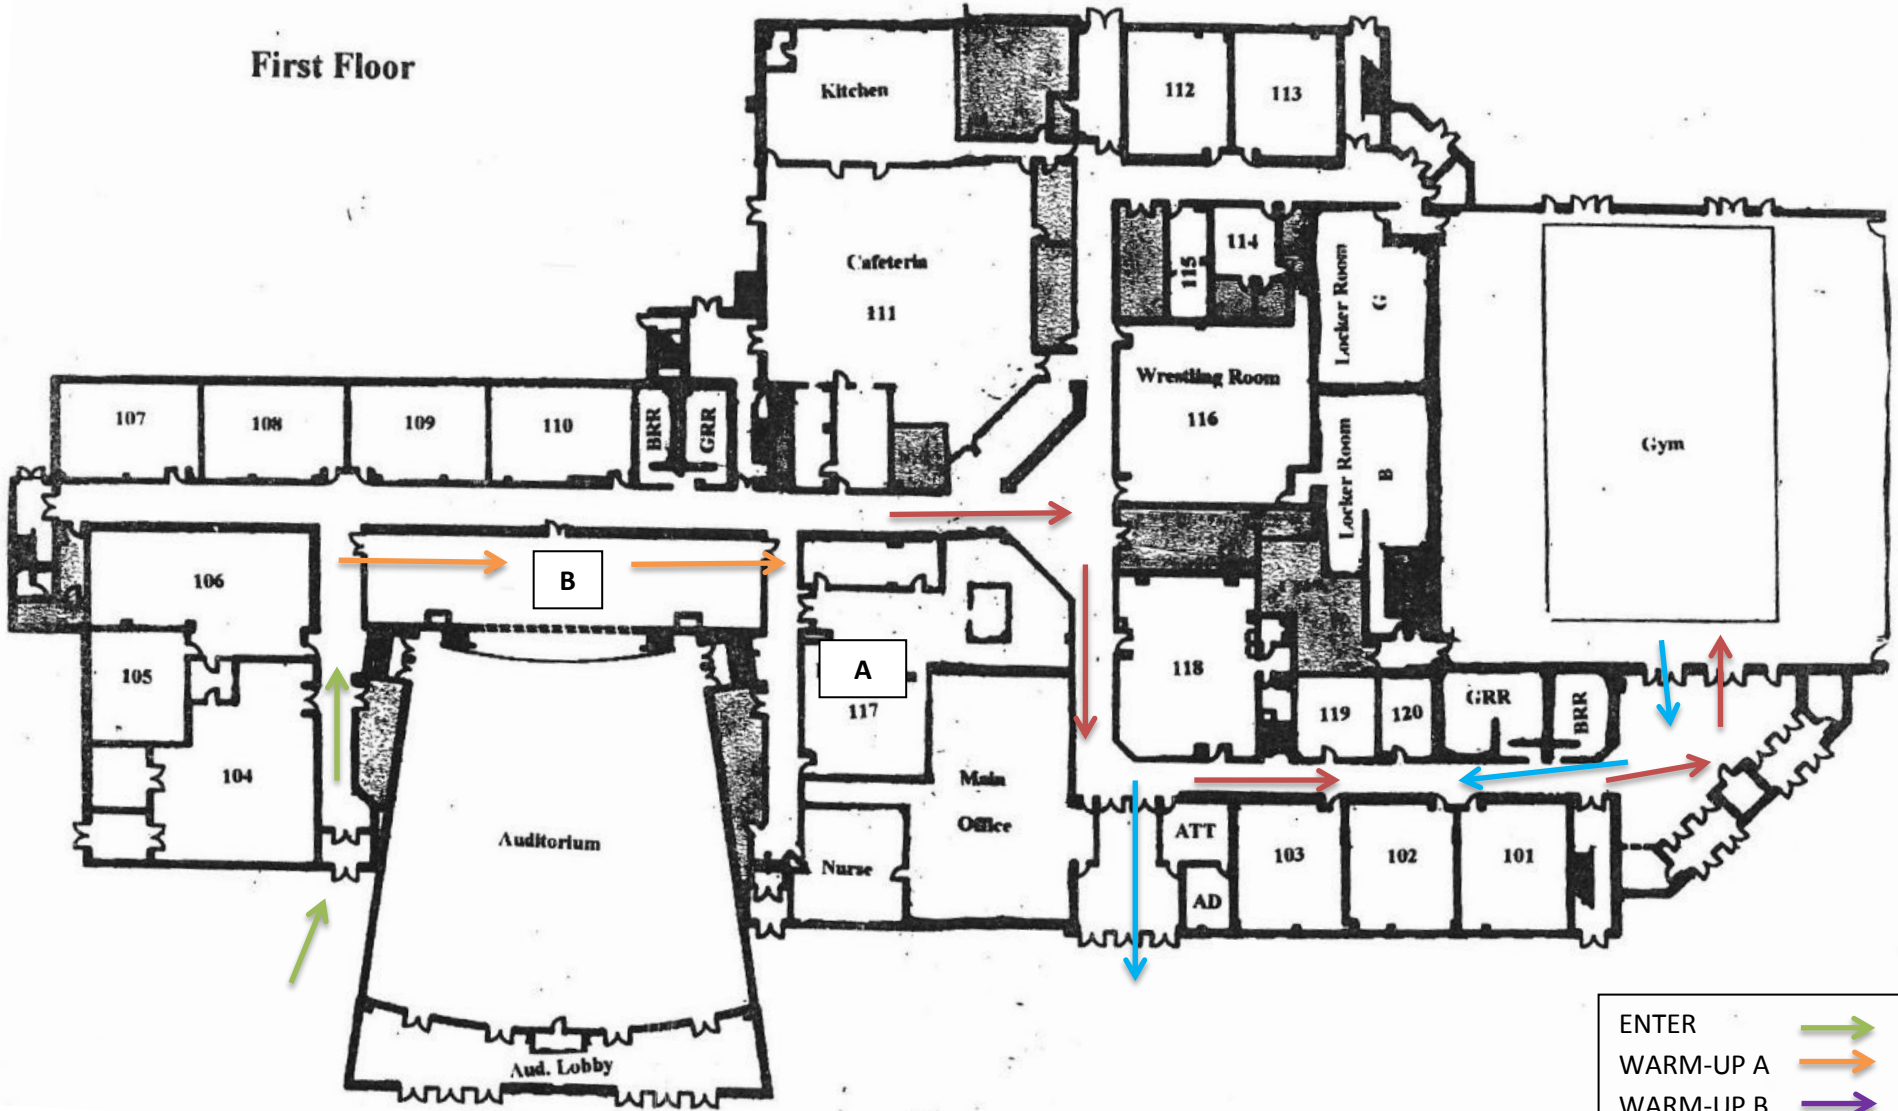 First Floor
Kitchen
112
113
Cafeteria
111
115
114
Locker Room
G
Wrestling Room
116
Locker Room
B
Gym
107
108
109
110
BRR
GRR
106
B
105
A
117
118
119
120
GRR
BRR
104
Main
Office
Auditorium
Nurse
ATT
AD
103
102
101
Aud. Lobby
ENTER
WARM-UP A
WARM-UP B